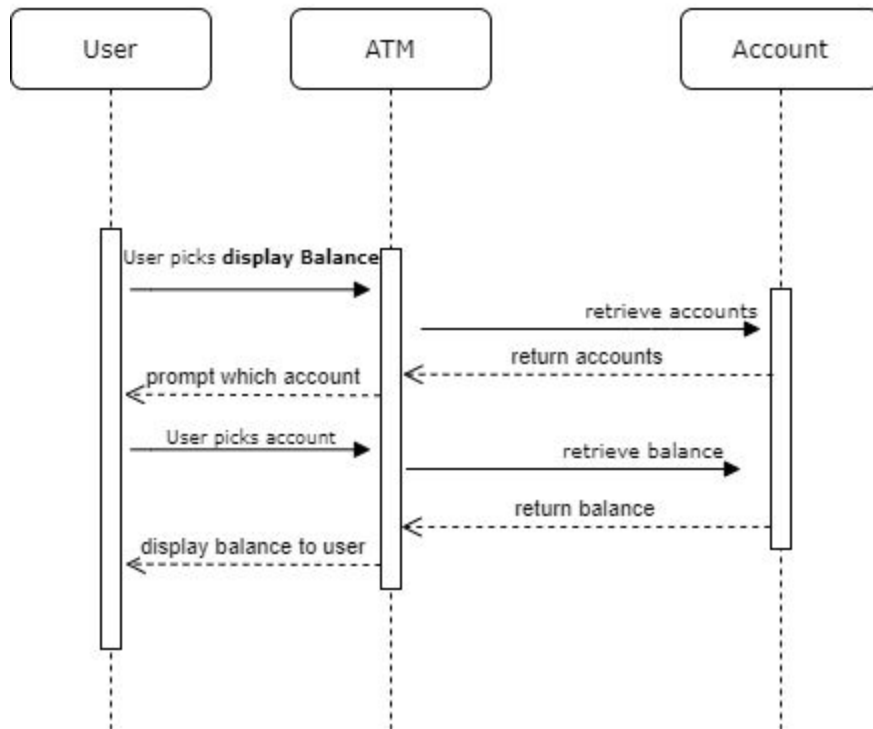 User
ATM
Account
User picks display Balance
retrieve accounts
return accounts
prompt which account
User picks account
retrieve balance
return balance
display balance to user